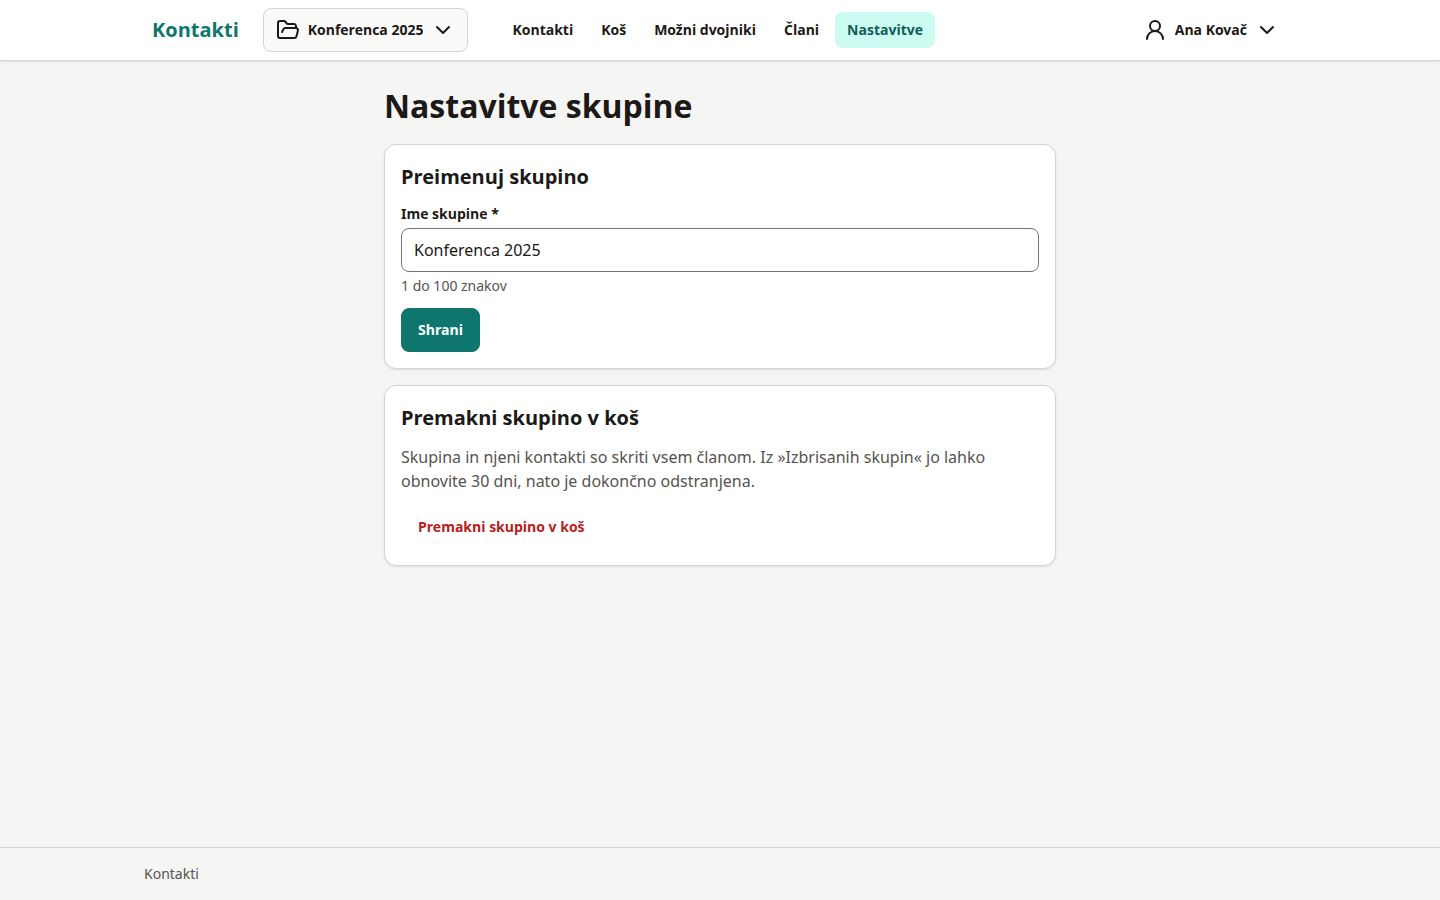 Kontakti
Konferenca 2025
Kontakti
Koš
Možni dvojniki
Člani
Nastavitve
Ana Kovač
Nastavitve skupine
Preimenuj skupino
Ime skupine *
Konferenca 2025
1 do 100 znakov
Shrani
Premakni skupino v koš
Skupina in njeni kontakti so skriti vsem članom. Iz »Izbrisanih skupin« jo lahko
obnovite 30 dni, nato je dokončno odstranjena.
Premakni skupino v koš
Kontakti